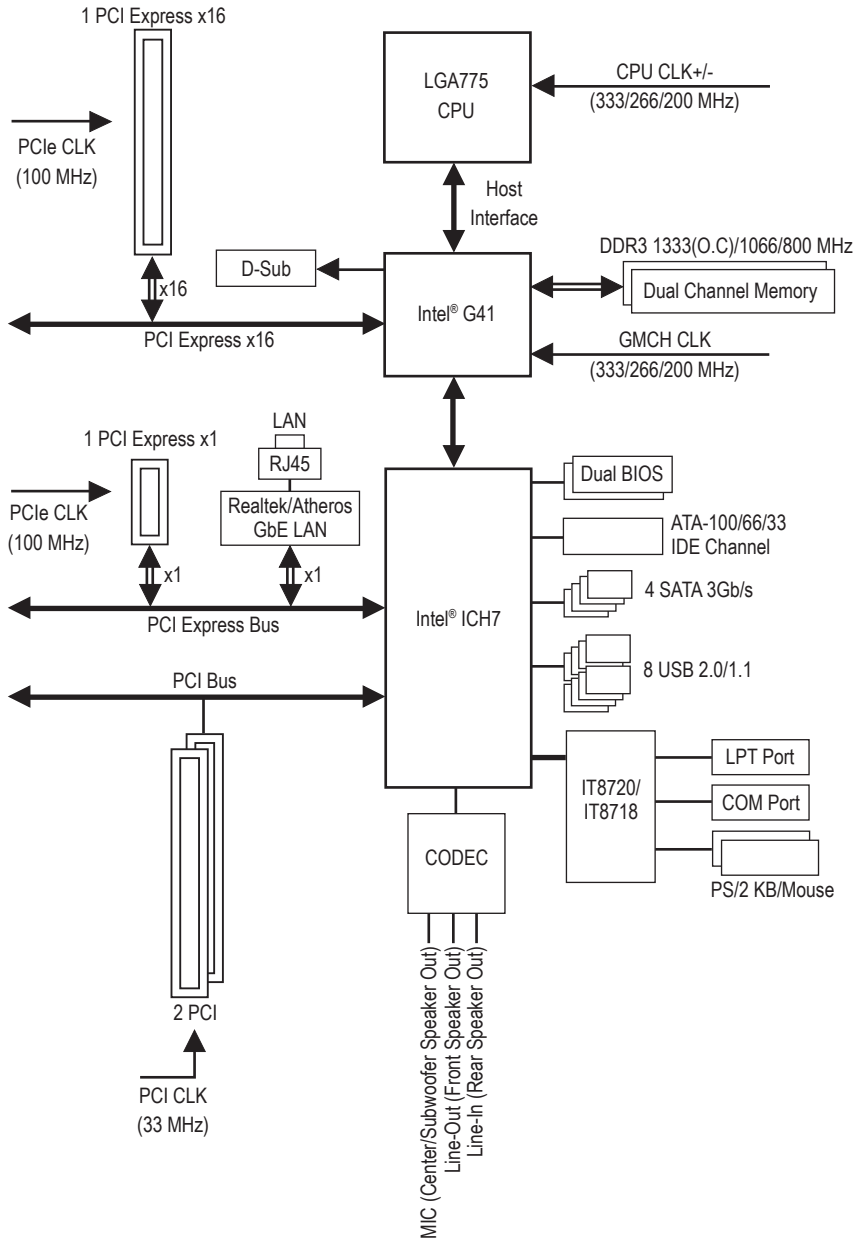 1 PCI Express x16
LGA775
CPU
CPU CLK+/-
(333/266/200 MHz)
PCIe CLK
(100 MHz)
Host
Interface
x16
D-Sub
DDR3 1333(O.C)/1066/800 MHz
Dual Channel Memory
Intel® G41
PCI Express x16
GMCH CLK
(333/266/200 MHz)
1 PCI Express x1
LAN
RJ45
Realtek/Atheros
GbE LAN
PCIe CLK
(100 MHz)
x1
x1
PCI Express Bus
Intel® ICH7
Dual BIOS
ATA-100/66/33
IDE Channel
4 SATA 3Gb/s
8 USB 2.0/1.1
PCI Bus
IT8720/
IT8718
LPT Port
COM Port
PS/2 KB/Mouse
CODEC
MIC (Center/Subwoofer Speaker Out)
Line-Out (Front Speaker Out)
Line-In (Rear Speaker Out)
2 PCI
PCI CLK
(33 MHz)